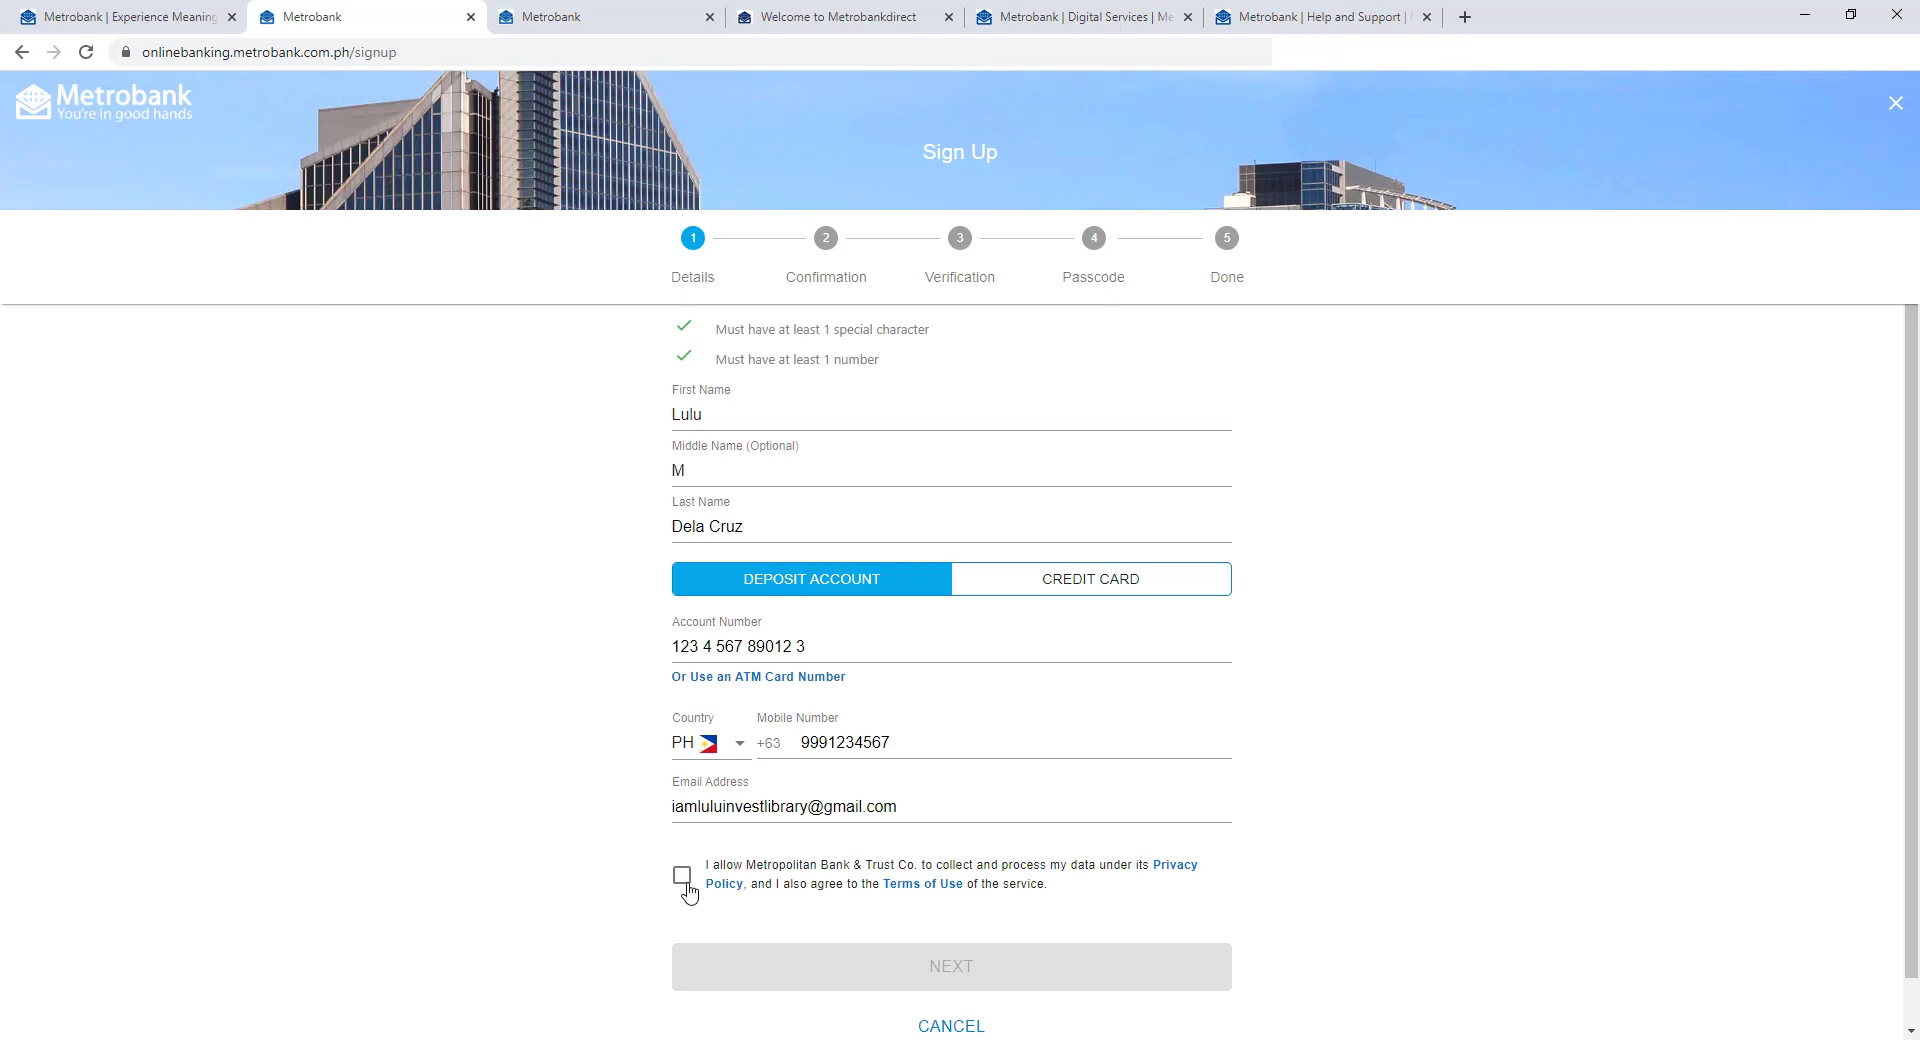 Metrobank | Experience Meaning
Metrobank
Metrobank
Welcome to Metrobankdirect
Metrobank | Digital Services | Me
Metrobank | Help and Support |
onlinebanking.metrobank.com.ph/signup
Metrobank
You're in good hands
Sign Up
1
2
3
4
5
Details
Confirmation
Verification
Passcode
Done
Must have at least 1 special character
Must have at least 1 number
First Name
Lulu
Middle Name (Optional)
M
Last Name
Dela Cruz
DEPOSIT ACCOUNT
CREDIT CARD
Account Number
123 4 567 89012 3
Or Use an ATM Card Number
Country
Mobile Number
PH
+63 9991234567
Email Address
iamluluinvestlibrary@gmail.com
I allow Metropolitan Bank & Trust Co. to collect and process my data under its Privacy
Policy, and I also agree to the Terms of Use of the service.
NEXT
CANCEL